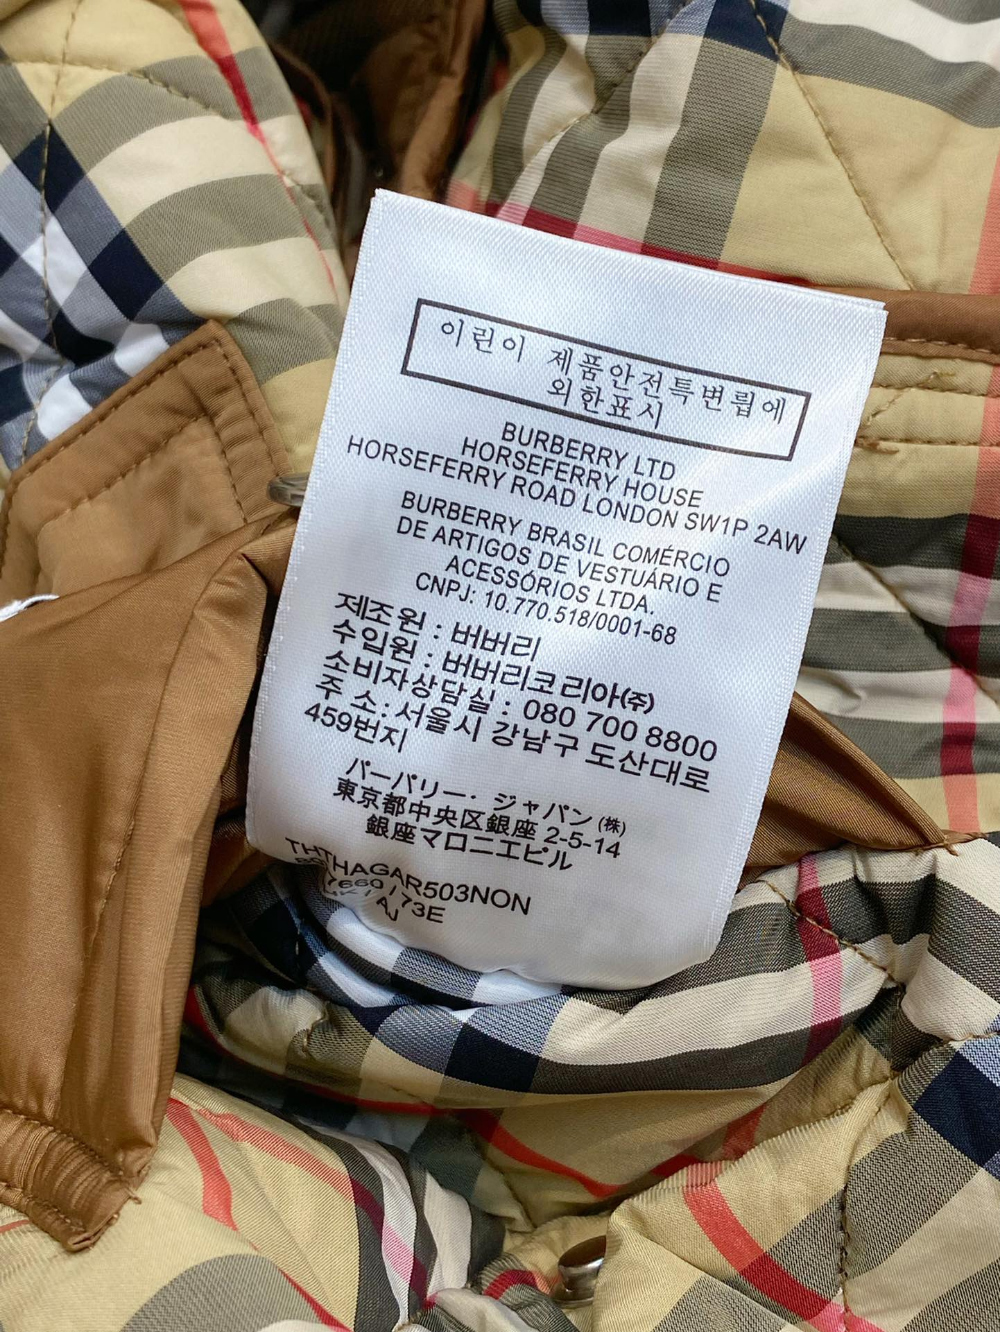 이린이 제품안전특변립에
외한표시
BURBERRY LTD
HORSEFERRY HOUSE
HORSEFERRY ROAD LONDON SW1P 2AW
BURBERRY BRASIL COMÉRCIO
DE ARTIGOS DE VESTUÁRIO E
ACESSÓRIOS LTDA.
CNPJ: 10.770.518/0001-68
제조원 : 버버리
수입원 : 버버리코리아(주)
소비자상담실 : 080 700 8800
주 소 : 서울시 강남구 도산대로
459번지
バーバリー・ジャパン(株)
東京都中央区銀座 2-5-14
銀座マロニエビル
THTHAGAR503NON
/73E
AJ